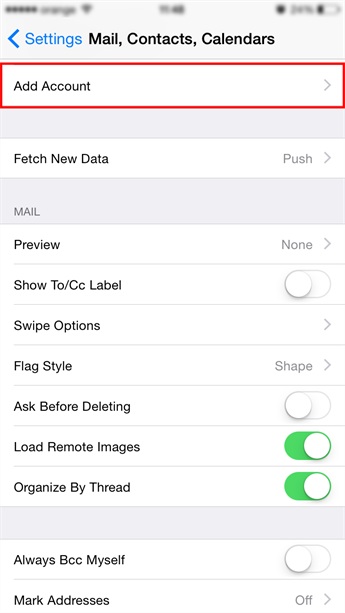 orange 11:48 24%
Settings Mail, Contacts, Calendars
Add Account
Fetch New Data Push
MAIL
Preview None
Show To/Cc Label
Swipe Options
Flag Style Shape
Ask Before Deleting
Load Remote Images
Organize By Thread
Always Bcc Myself
Mark Addresses Off